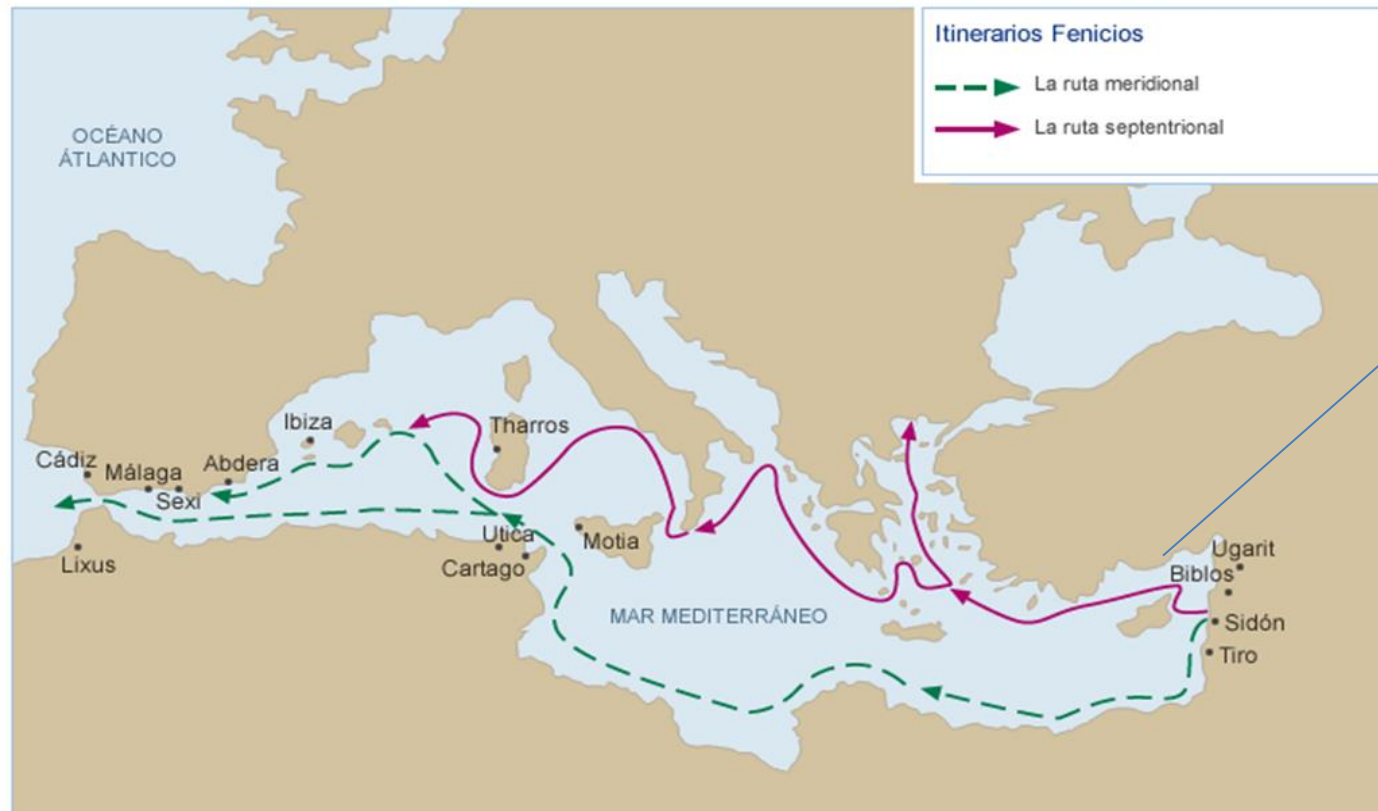 Itinerarios Fenicios
La ruta meridional
La ruta septentrional
OCÉANO
ÁTLANTICO
Ibiza
Tharros
Cádiz
Málaga
Abdera
Sexi
Lixus
Utica
Cartago
Motia
MAR MEDITERRÁNEO
Ugarit
Biblos
Sidón
Tiro